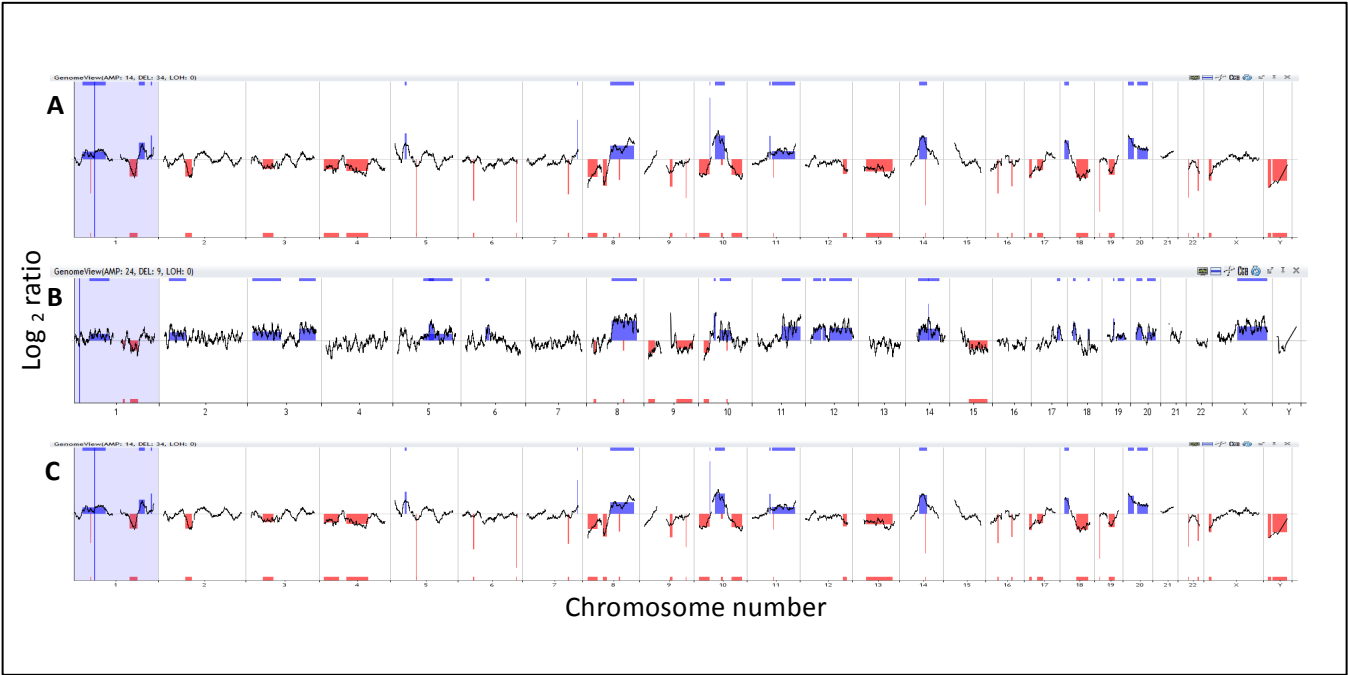 GenomeView(AMP: 14, DEL: 34, LOH: 0)
CGH
A
1 2 3 4 5 6 7 8 9 10 11 12 13 14 15 16 17 18 19 20 21 22 X Y
GenomeView(AMP: 24, DEL: 9, LOH: 0)
CGH
B
1 2 3 4 5 6 7 8 9 10 11 12 13 14 15 16 17 18 19 20 21 22 X Y
Log 2 ratio
GenomeView(AMP: 14, DEL: 34, LOH: 0)
CGH
C
1 2 3 4 5 6 7 8 9 10 11 12 13 14 15 16 17 18 19 20 21 22 X Y
Chromosome number